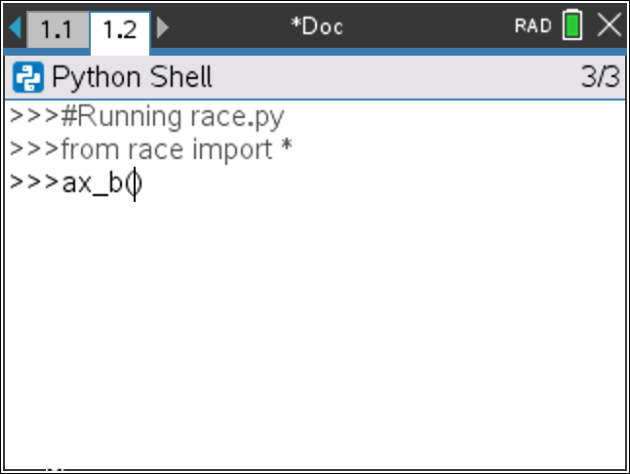 1.1 1.2 *Doc RAD
Python Shell 3/3
>>>#Running race.py
>>>from race import *
>>>ax_b()